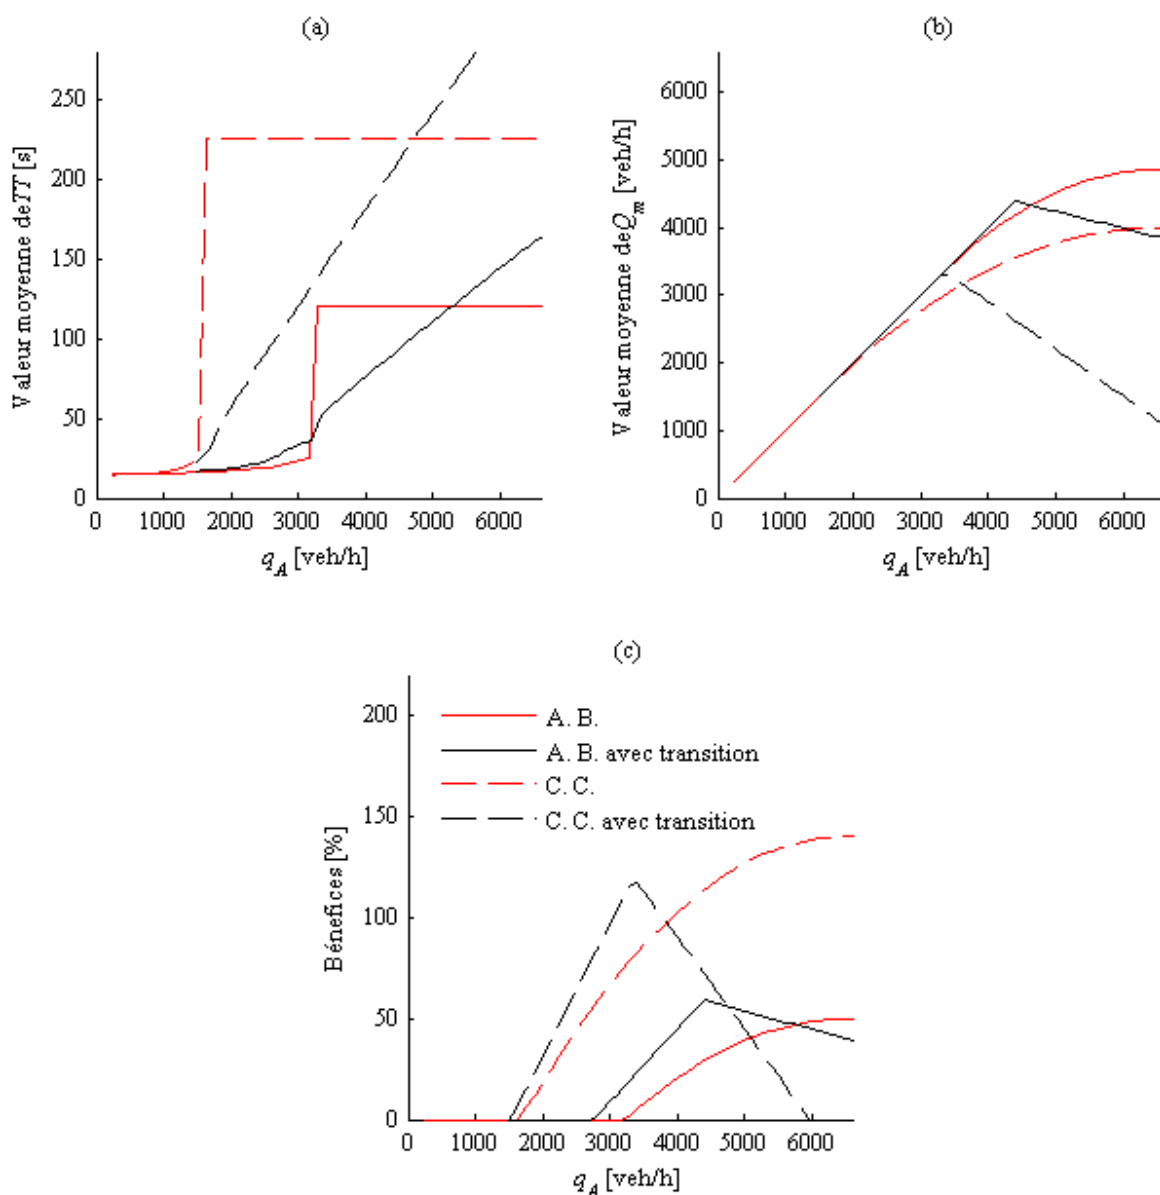 (a)
Valeur moyenne de TT [s]
250
200
150
100
50
0
0 1000 2000 3000 4000 5000 6000
q_A [veh/h]
(b)
Valeur moyenne de Q_m [veh/h]
6000
5000
4000
3000
2000
1000
0
0 1000 2000 3000 4000 5000 6000
q_A [veh/h]
(c)
Bénefices [%]
200
150
100
50
0
A. B.
A. B. avec transition
C. C.
C. C. avec transition
0 1000 2000 3000 4000 5000 6000
q_A [veh/h]